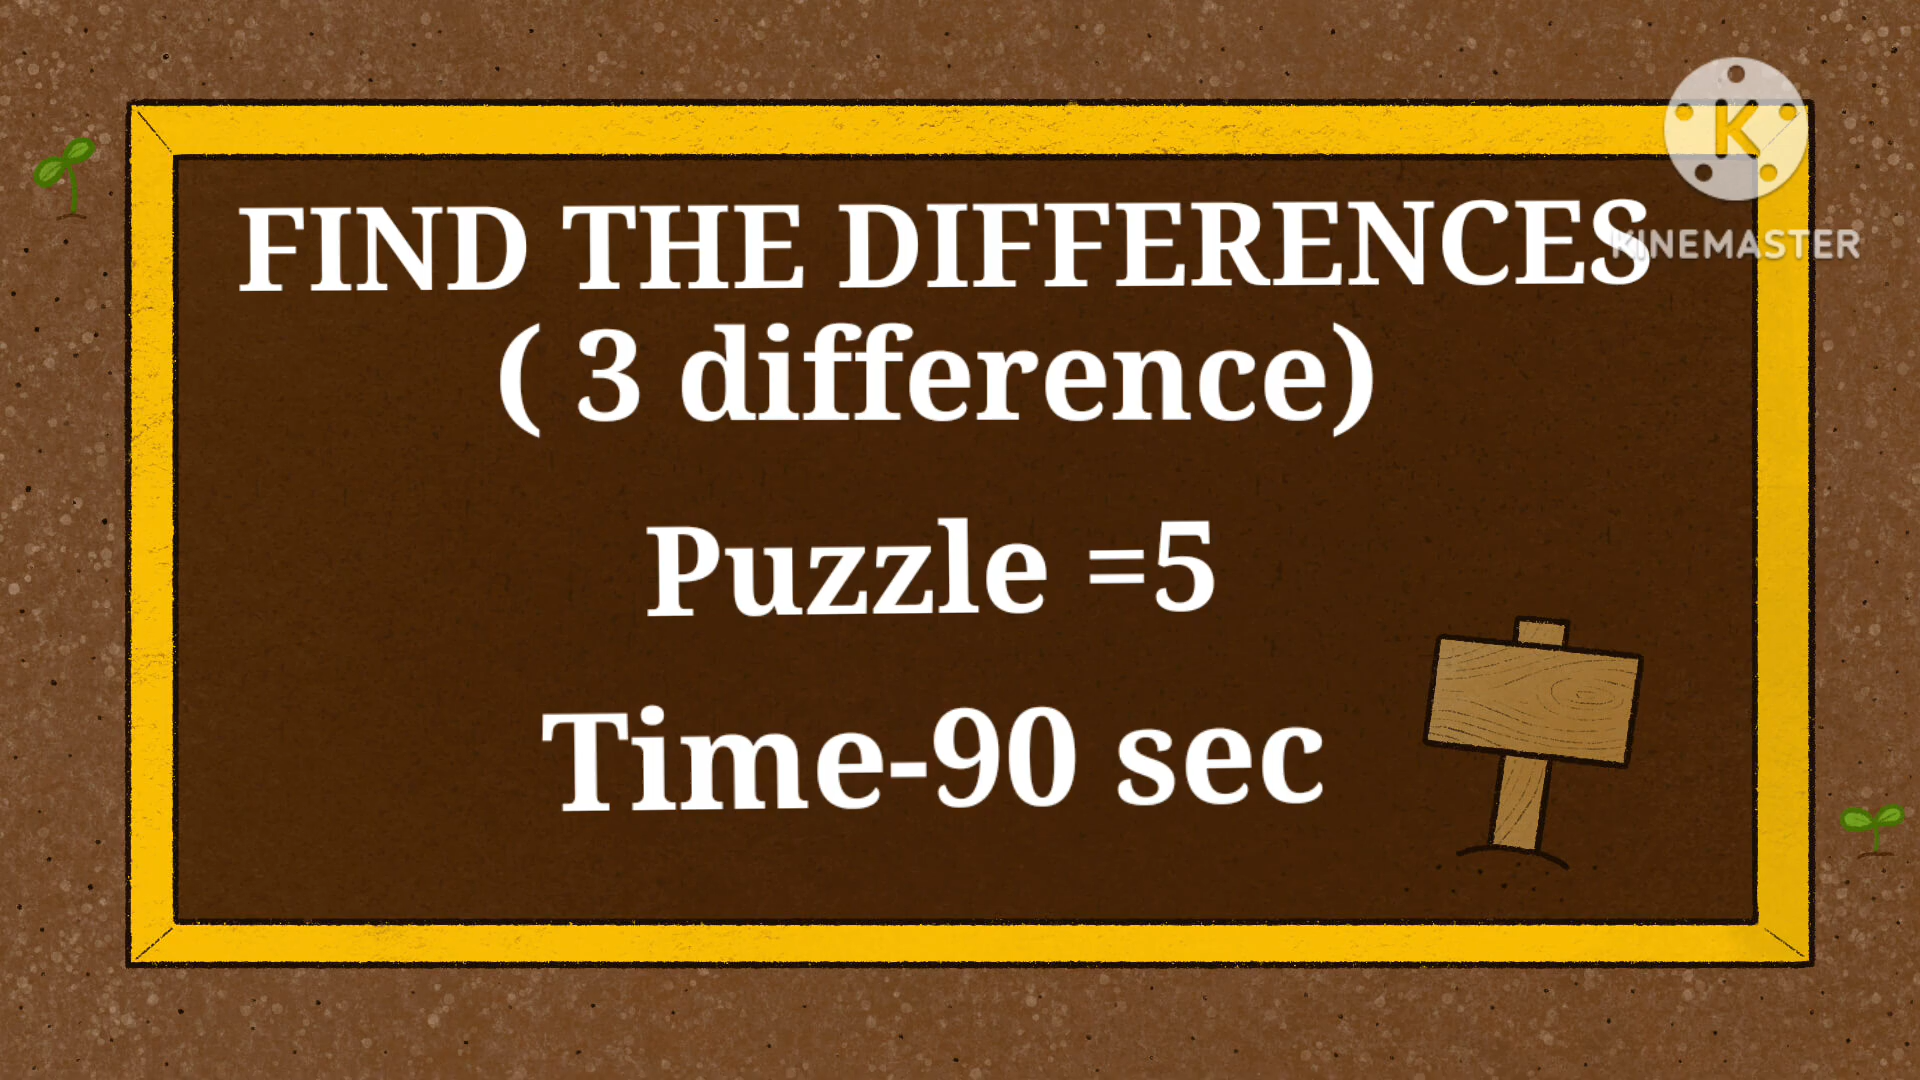 FIND THE DIFFERENCES
( 3 difference)
Puzzle =5
Time-90 sec
K
KINEMASTER